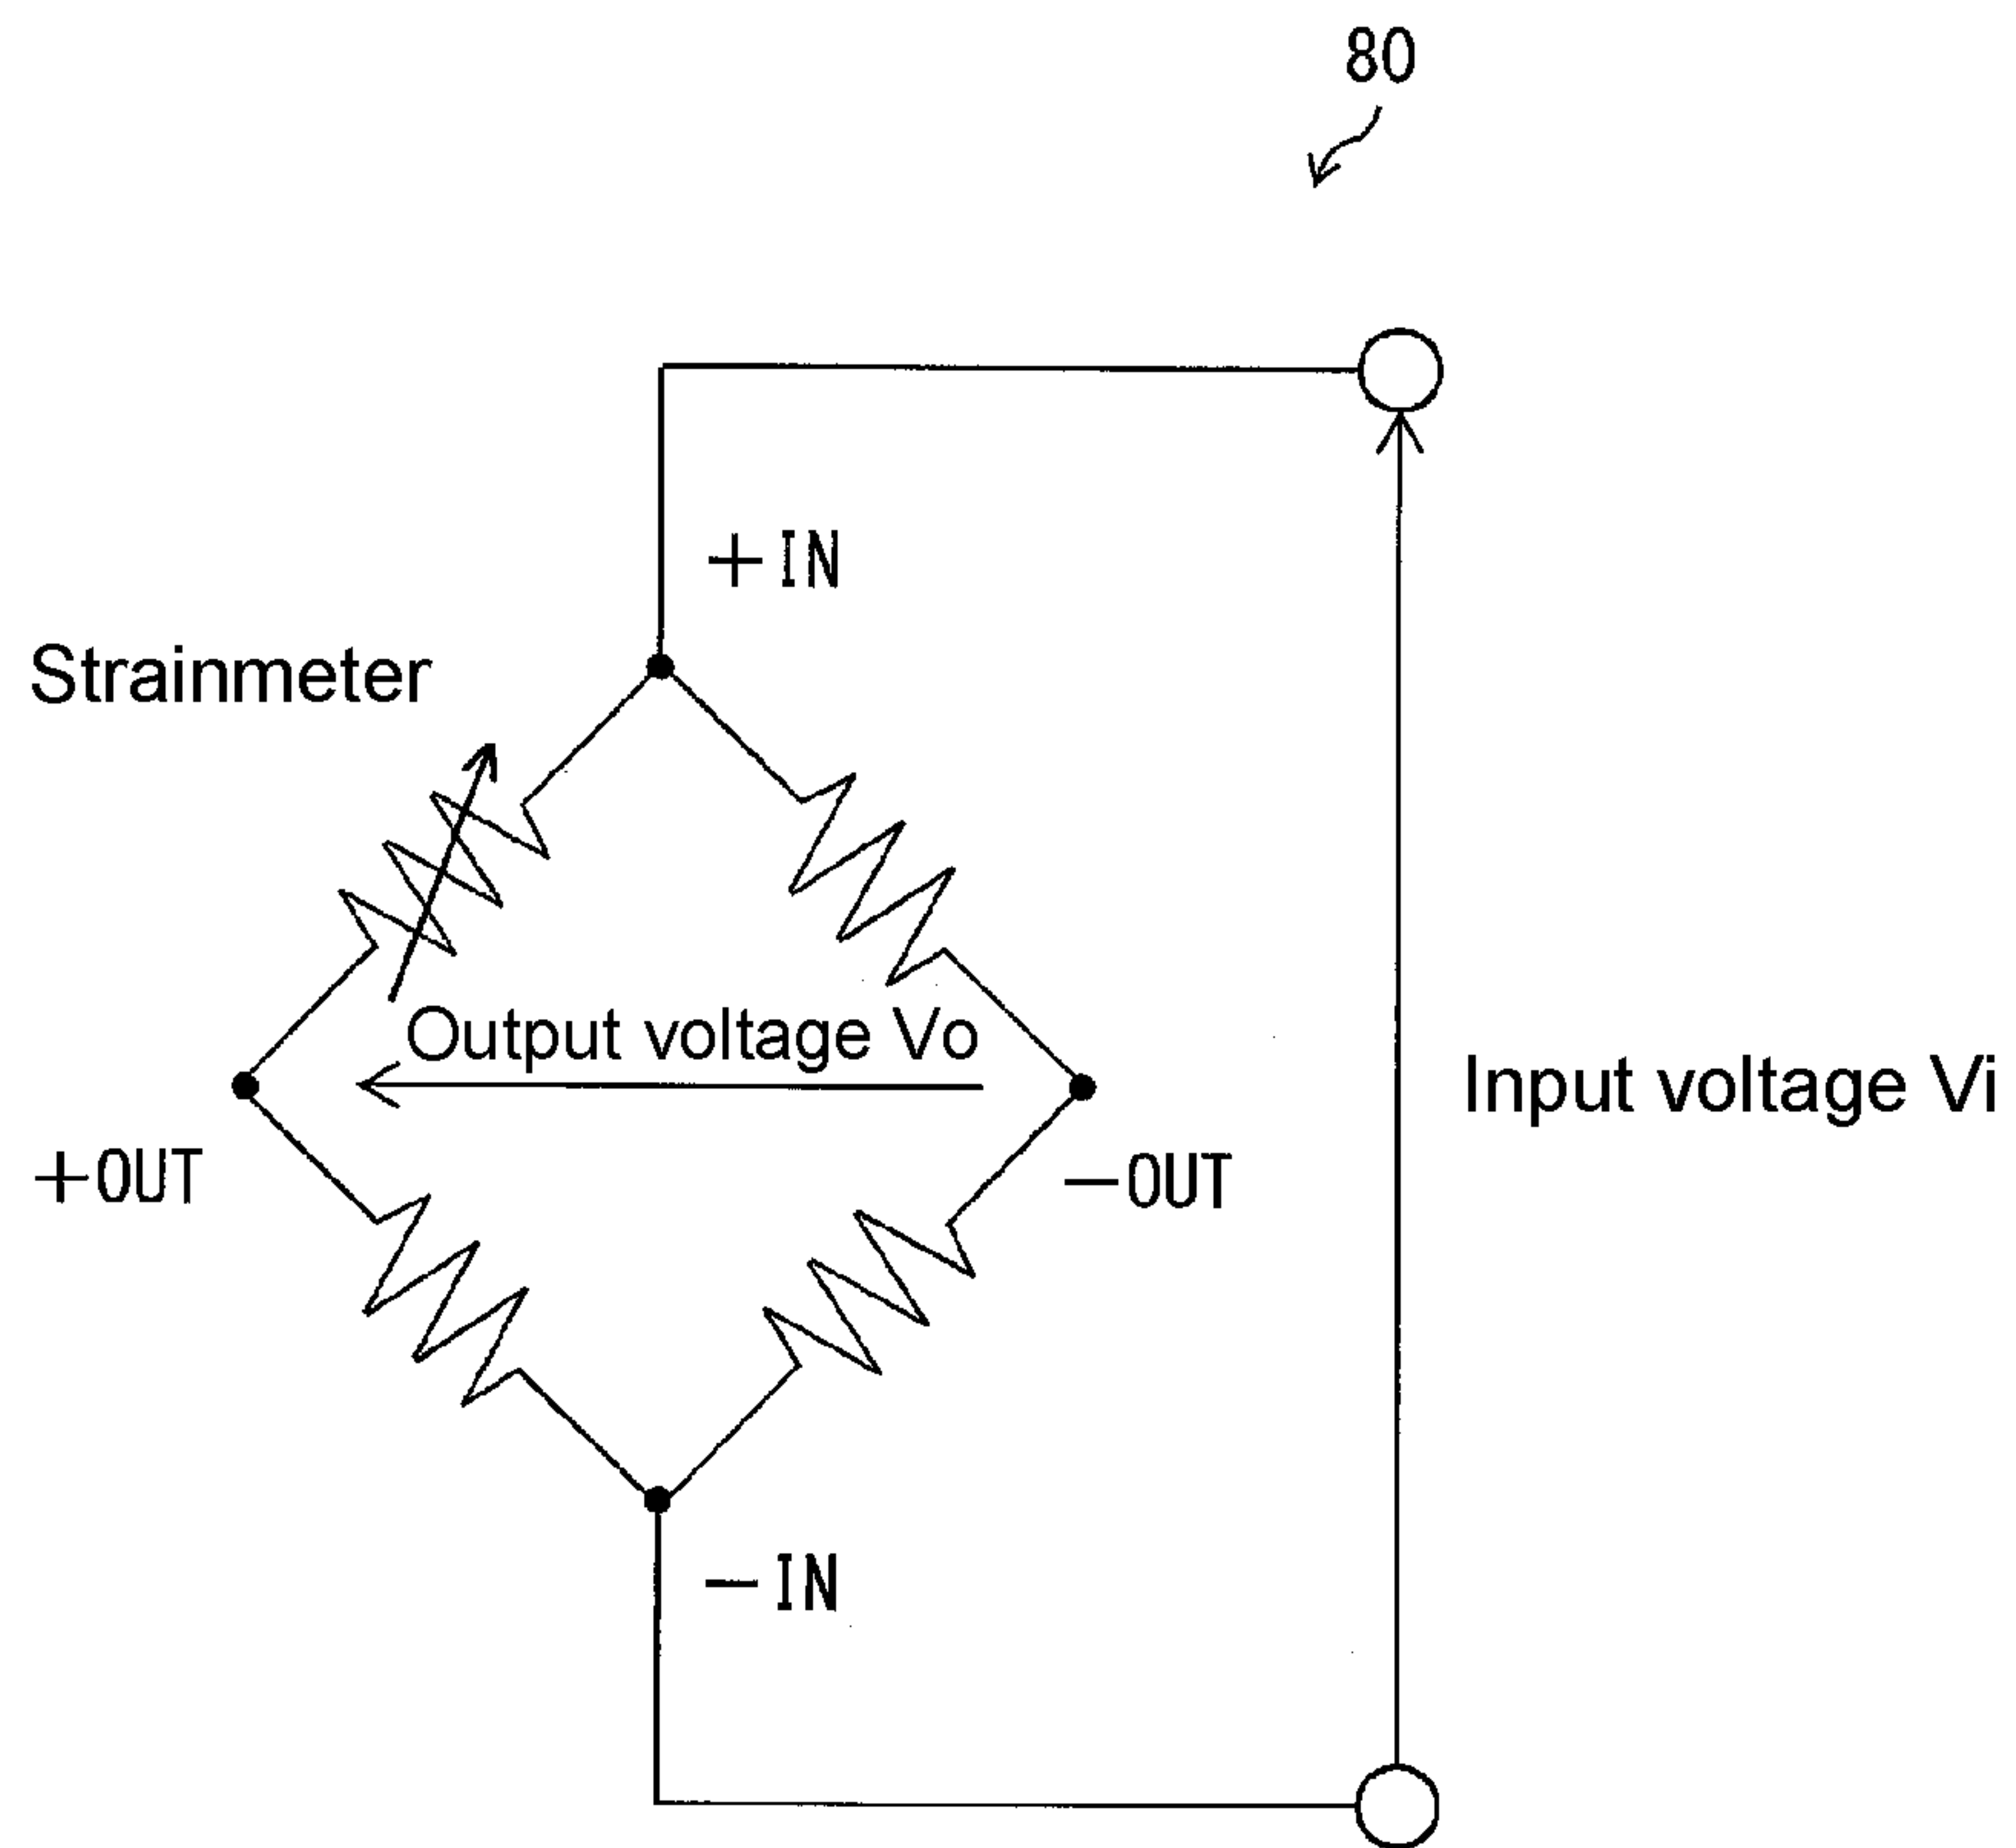 80
+IN
Strainmeter
Output voltage Vo
Input voltage Vi
+OUT
−OUT
−IN